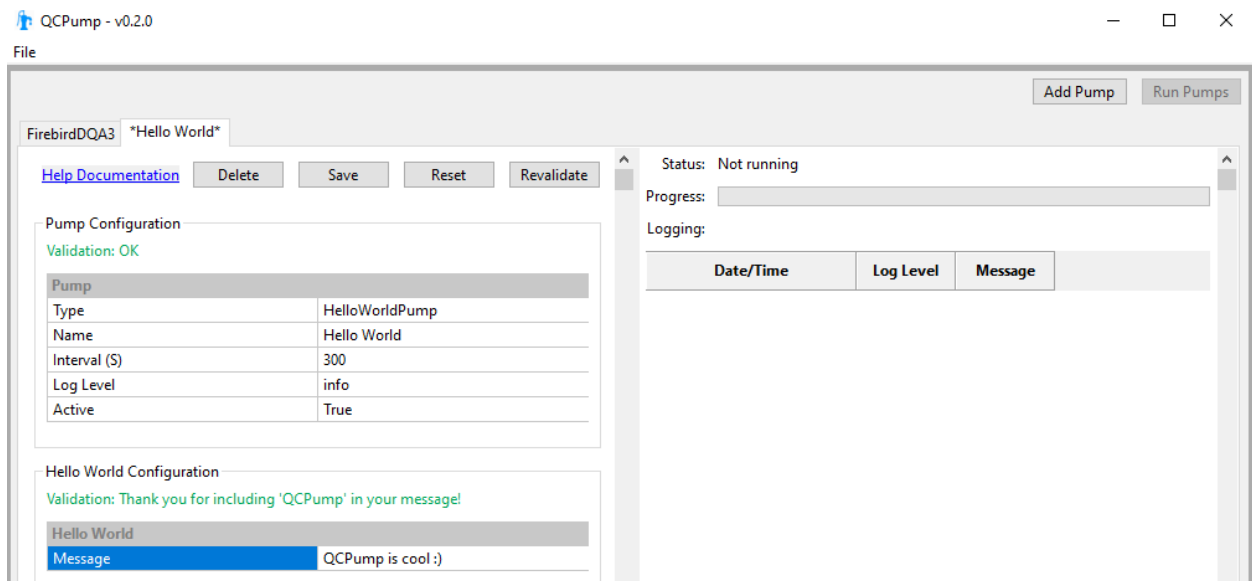 QCPump - v0.2.0
File
Add Pump Run Pumps
FirebirdDQA3 *Hello World*
Help Documentation Delete Save Reset Revalidate
Pump Configuration
Validation: OK
Pump
Type HelloWorldPump
Name Hello World
Interval (S) 300
Log Level info
Active True
Hello World Configuration
Validation: Thank you for including 'QCPump' in your message!
Hello World
Message QCPump is cool :)
Status: Not running
Progress:
Logging:
Date/Time Log Level Message